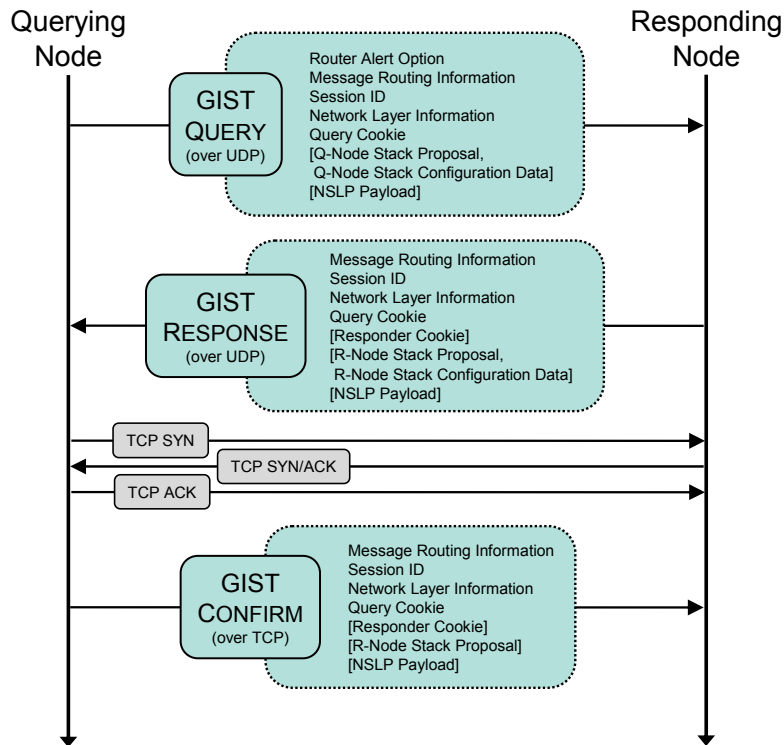 Querying
Node
Responding
Node
GIST
QUERY
(over UDP)
Router Alert Option
Message Routing Information
Session ID
Network Layer Information
Query Cookie
[Q-Node Stack Proposal,
Q-Node Stack Configuration Data]
[NSLP Payload]
GIST
RESPONSE
(over UDP)
Message Routing Information
Session ID
Network Layer Information
Query Cookie
[Responder Cookie]
[R-Node Stack Proposal,
R-Node Stack Configuration Data]
[NSLP Payload]
TCP SYN
TCP SYN/ACK
TCP ACK
GIST
CONFIRM
(over TCP)
Message Routing Information
Session ID
Network Layer Information
Query Cookie
[Responder Cookie]
[R-Node Stack Proposal]
[NSLP Payload]